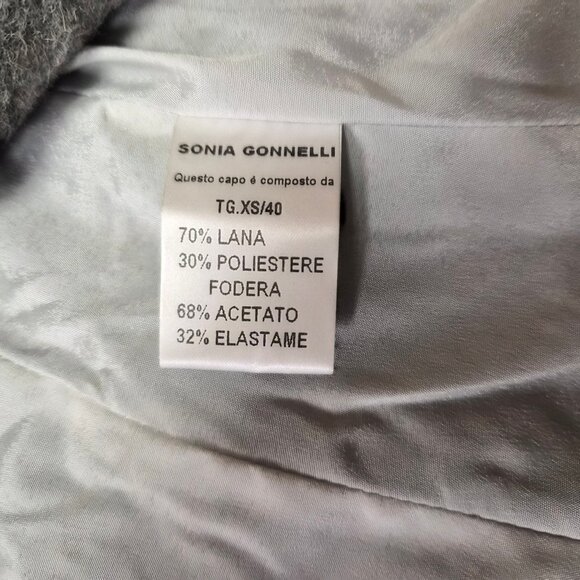 SONIA GONNELLI
Questo capo é composto da
TG.XS/40
70% LANA
30% POLIESTERE
FODERA
68% ACETATO
32% ELASTAME